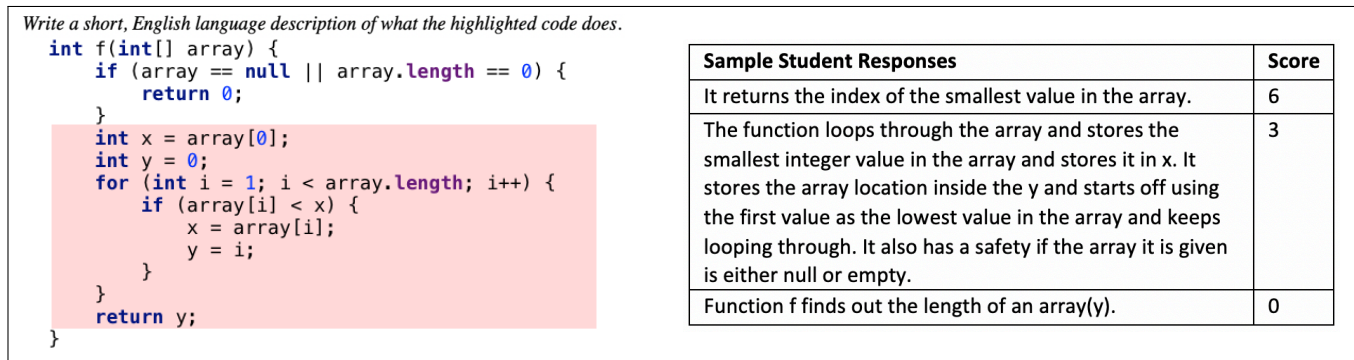 Write a short, English language description of what the highlighted code does.
int f(int[] array) {
    if (array == null || array.length == 0) {
        return 0;
    }
    int x = array[0];
    int y = 0;
    for (int i = 1; i < array.length; i++) {
        if (array[i] < x) {
            x = array[i];
            y = i;
        }
    }
    return y;
}
Sample Student Responses Score
It returns the index of the smallest value in the array. 6
The function loops through the array and stores the 3
smallest integer value in the array and stores it in x. It
stores the array location inside the y and starts off using
the first value as the lowest value in the array and keeps
looping through. It also has a safety if the array it is given
is either null or empty.
Function f finds out the length of an array(y). 0